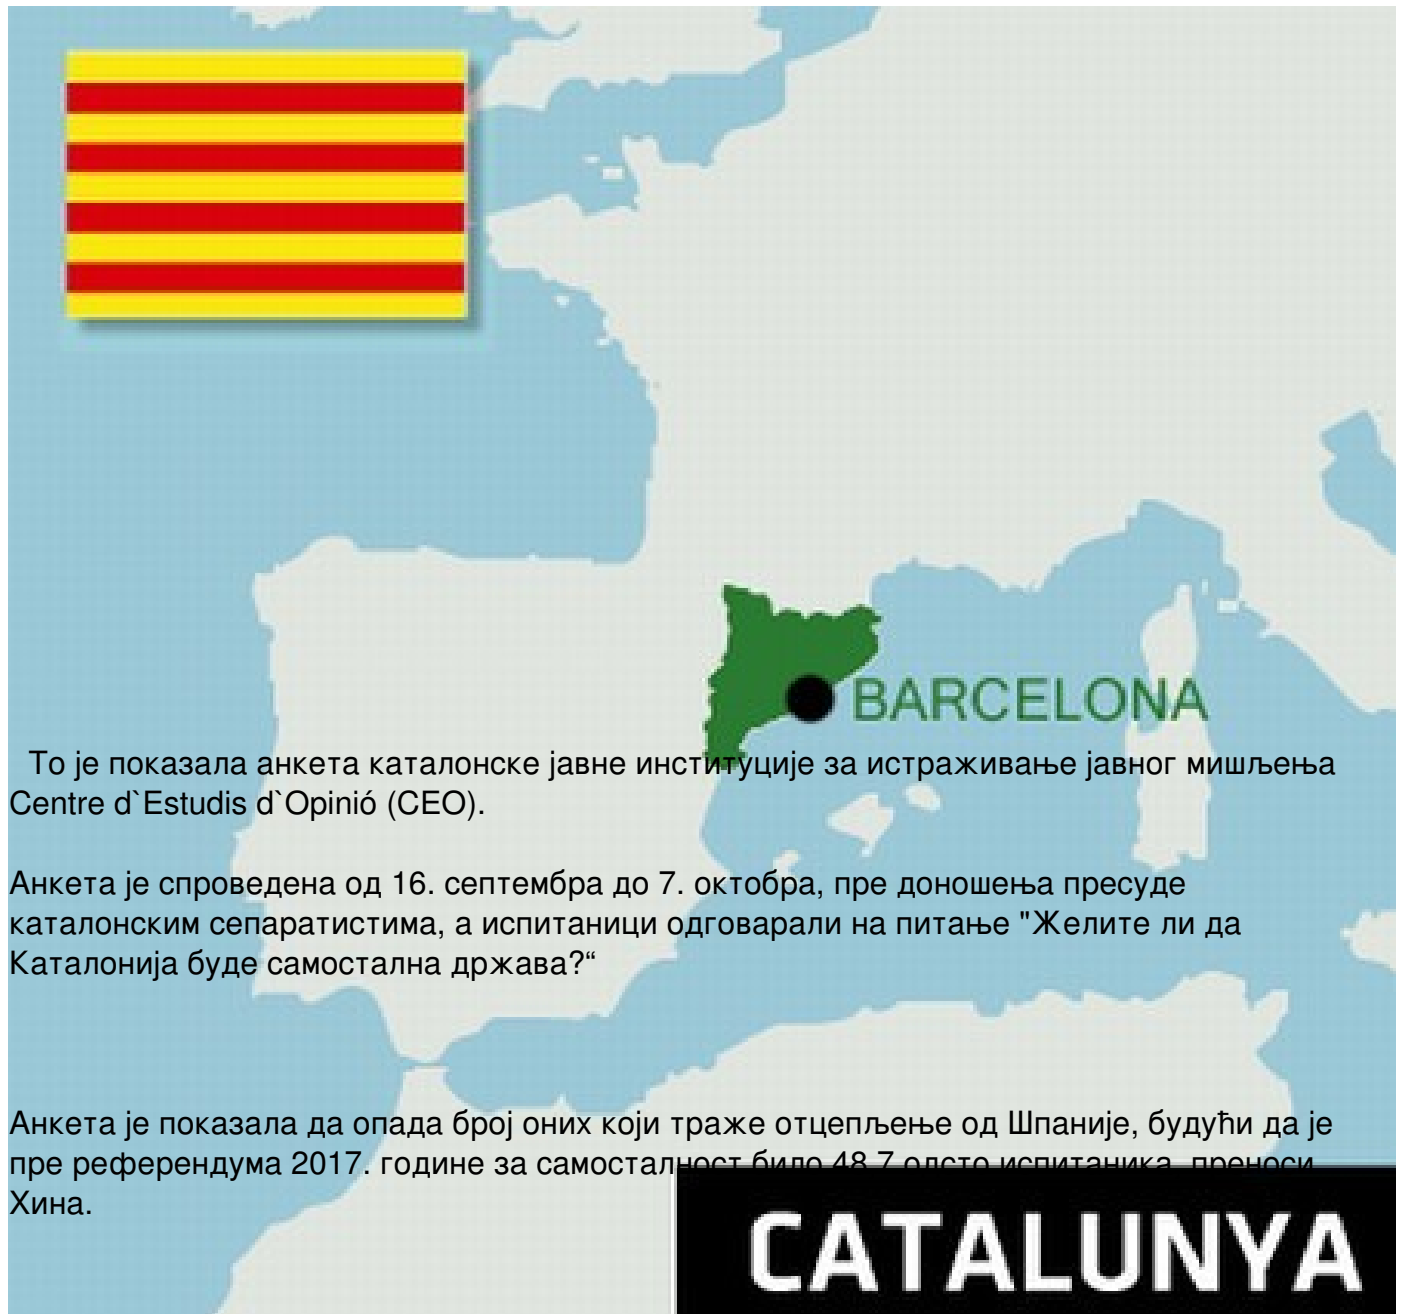 BARCELONA
То је показала анкета каталонске јавне институције за истраживање јавног мишљења
Centre d`Estudis d`Opinió (CEO).
Анкета је спроведена од 16. септембра до 7. октобра, пре доношења пресуде
каталонским сепаратистима, а испитаници одговарали на питање "Желите ли да
Каталонија буде самостална држава?“
Анкета је показала да опада број оних који траже отцепљење од Шпаније, будући да је
пре референдума 2017. године за самосталност било 48,7 одсто испитаника, преноси
Хина.
CATALUNYA